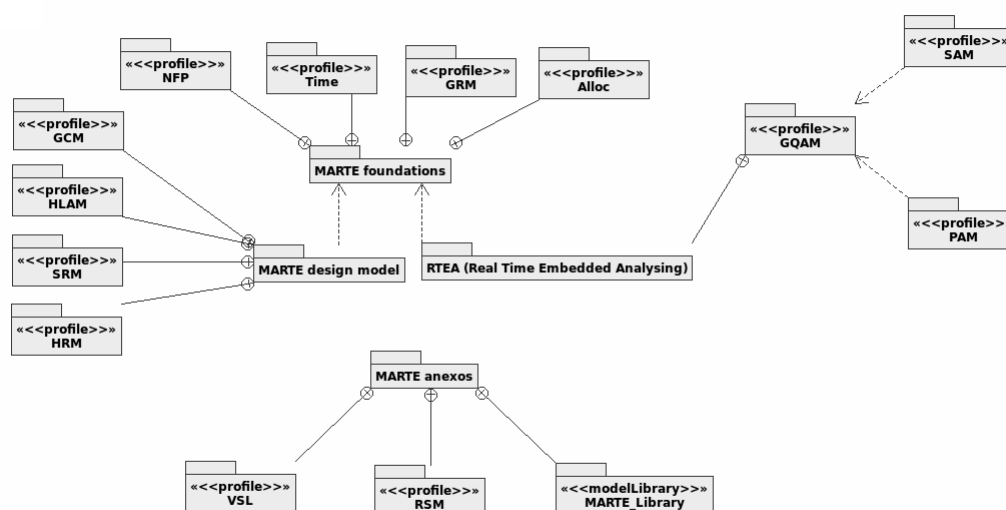 «<<profile>>»
SAM
«<<profile>>»
NFP
«<<profile>>»
Time
«<<profile>>»
GRM
«<<profile>>»
Alloc
«<<profile>>»
GCM
«<<profile>>»
GQAM
MARTE foundations
«<<profile>>»
HLAM
«<<profile>>»
PAM
«<<profile>>»
SRM
MARTE design model
RTEA (Real Time Embedded Analysing)
«<<profile>>»
HRM
MARTE anexos
«<<profile>>»
VSL
«<<profile>>»
RSM
«<<modelLibrary>>»
MARTE_Library